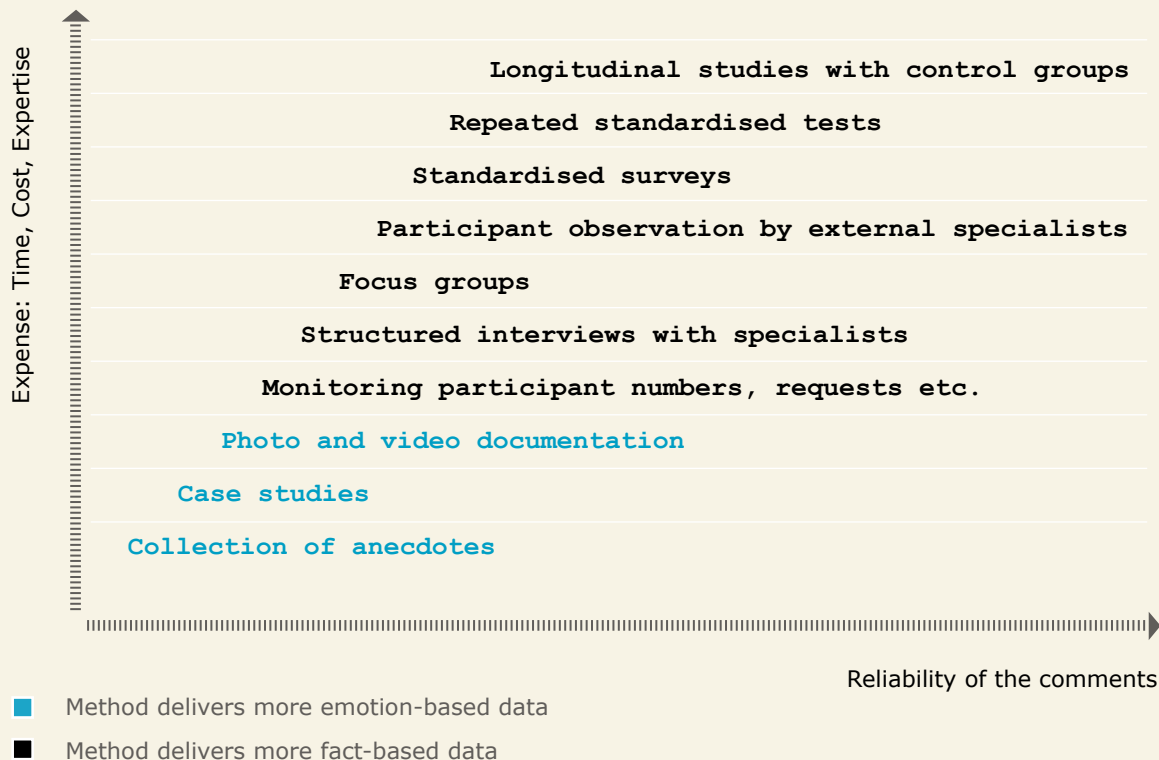 Expense: Time, Cost, Expertise
Longitudinal studies with control groups
Repeated standardised tests
Standardised surveys
Participant observation by external specialists
Focus groups
Structured interviews with specialists
Monitoring participant numbers, requests etc.
Photo and video documentation
Case studies
Collection of anecdotes
Reliability of the comments
Method delivers more emotion-based data
Method delivers more fact-based data